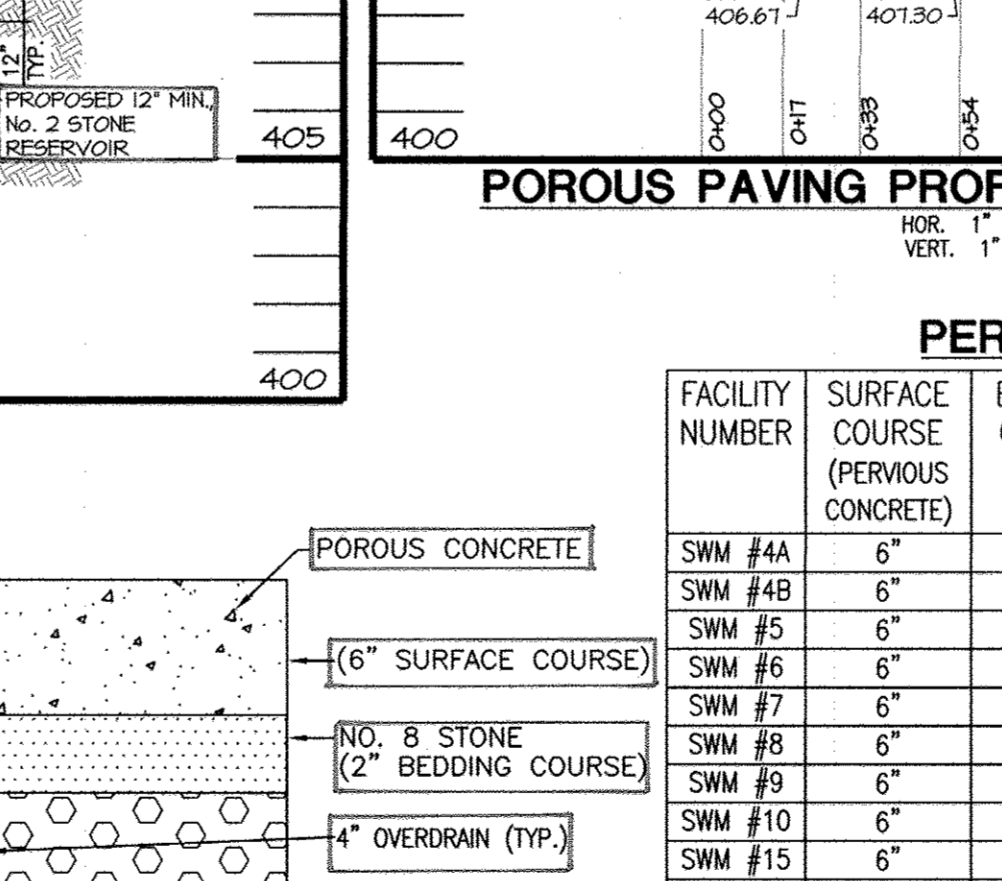 12"
TYP.
PROPOSED 12" MIN.,
No. 2 STONE
RESERVOIR
405
400
400
406.67
407.30
0+00
0+17
0+33
0+54
POROUS PAVING PROF
HOR. 1"
VERT. 1"
PER
FACILITY NUMBER
SURFACE COURSE (PERVIOUS CONCRETE)
SWM #4A 6"
SWM #4B 6"
SWM #5 6"
SWM #6 6"
SWM #7 6"
SWM #8 6"
SWM #9 6"
SWM #10 6"
SWM #15 6"
POROUS CONCRETE
(6" SURFACE COURSE)
NO. 8 STONE
(2" BEDDING COURSE)
4" OVERDRAIN (TYP.)